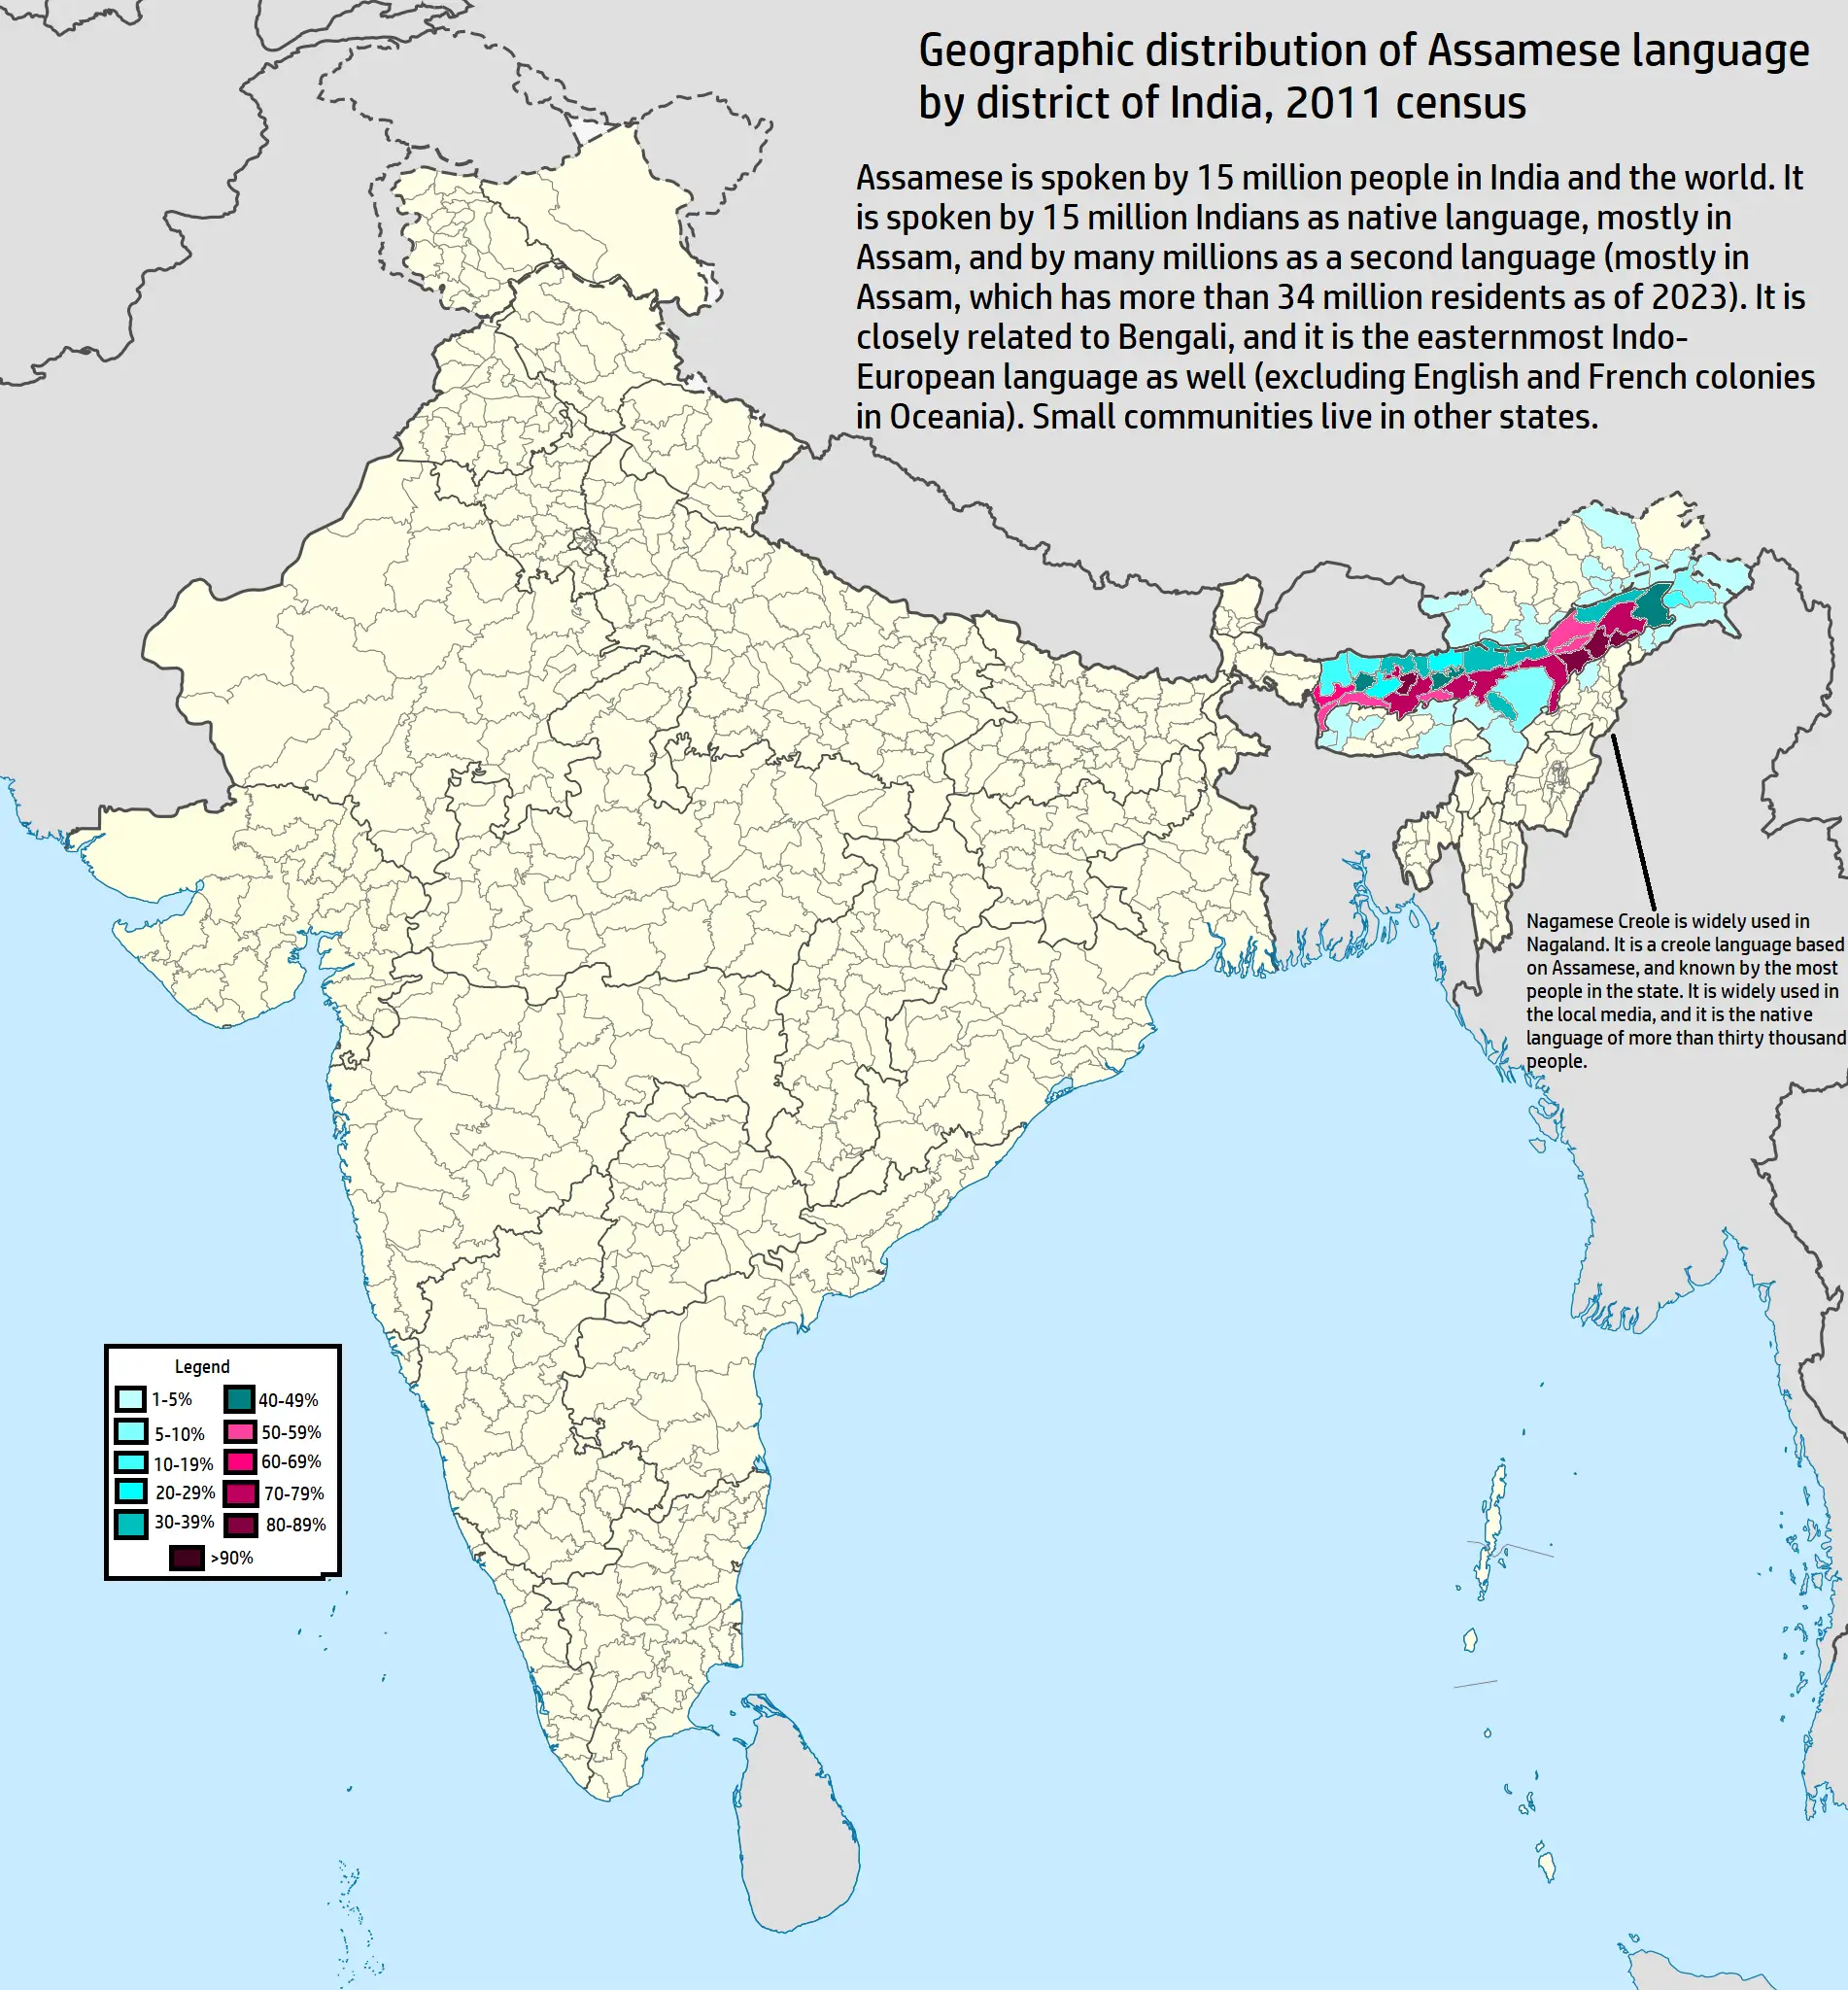 Geographic distribution of Assamese language
by district of India, 2011 census
Assamese is spoken by 15 million people in India and the world. It
is spoken by 15 million Indians as native language, mostly in
Assam, and by many millions as a second language (mostly in
Assam, which has more than 34 million residents as of 2023). It is
closely related to Bengali, and it is the easternmost Indo-
European language as well (excluding English and French colonies
in Oceania). Small communities live in other states.
Nagamese Creole is widely used in
Nagaland. It is a creole language based
on Assamese, and known by the most
people in the state. It is widely used in
the local media, and it is the native
language of more than thirty thousand
people.
Legend
1-5%
40-49%
5-10%
50-59%
10-19%
60-69%
20-29%
70-79%
30-39%
80-89%
>90%